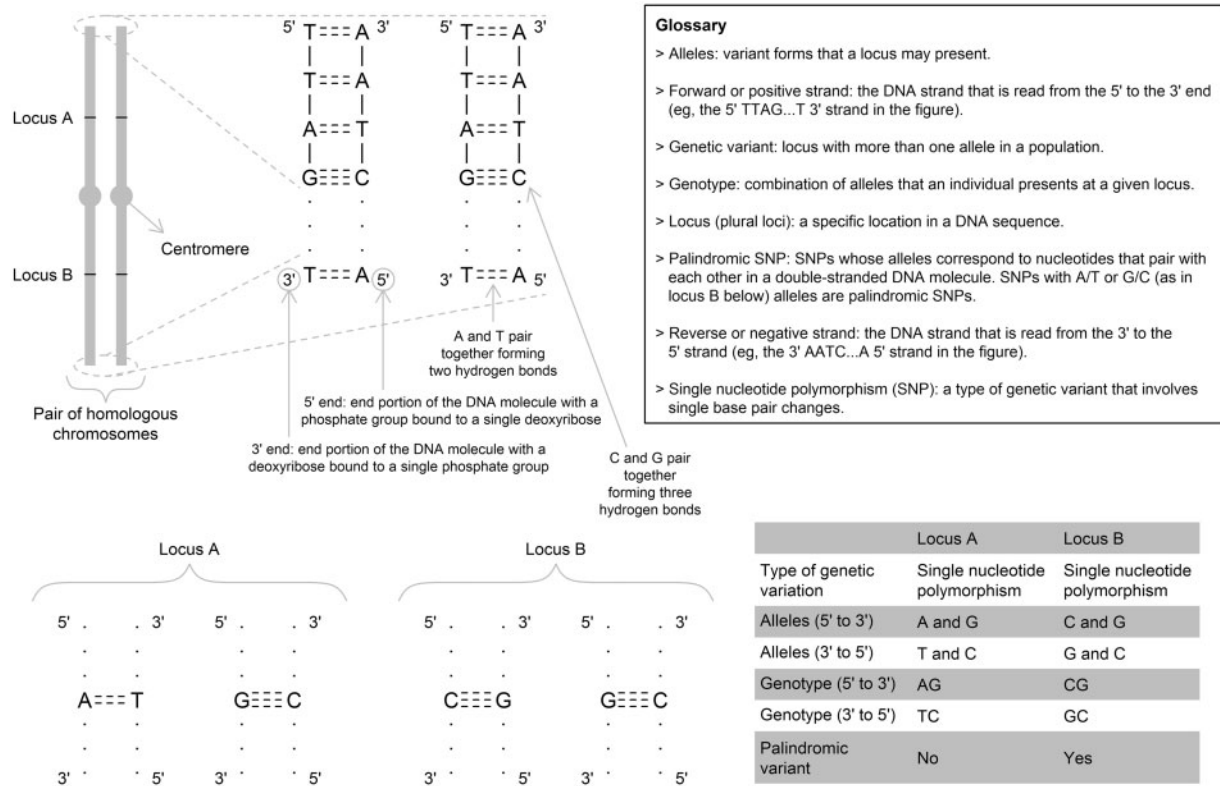 5' T A 3'
T A
A T
G C
3' T A 5'
5' T A 3'
T A
A T
G C
3' T A 5'
Locus A
Centromere
Locus B
Pair of homologous
chromosomes
A and T pair
together forming
two hydrogen bonds
5' end: end portion of the DNA molecule with a
phosphate group bound to a single deoxyribose
3' end: end portion of the DNA molecule with a
deoxyribose bound to a single phosphate group
C and G pair
together
forming three
hydrogen bonds
Glossary
> Alleles: variant forms that a locus may present.
> Forward or positive strand: the DNA strand that is read from the 5' to the 3' end
(eg, the 5' TTAG...T 3' strand in the figure).
> Genetic variant: locus with more than one allele in a population.
> Genotype: combination of alleles that an individual presents at a given locus.
> Locus (plural loci): a specific location in a DNA sequence.
> Palindromic SNP: SNPs whose alleles correspond to nucleotides that pair with
each other in a double-stranded DNA molecule. SNPs with A/T or G/C (as in
locus B below) alleles are palindromic SNPs.
> Reverse or negative strand: the DNA strand that is read from the 3' to the
5' strand (eg, the 3' AATC...A 5' strand in the figure).
> Single nucleotide polymorphism (SNP): a type of genetic variant that involves
single base pair changes.
Locus A
5' 3' 5' 3'
A T G C
3' 5' 3' 5'
Locus B
5' 3' 5' 3'
C G G C
3' 5' 3' 5'
Locus A Locus B
Type of genetic Single nucleotide Single nucleotide
variation polymorphism polymorphism
Alleles (5' to 3') A and G C and G
Alleles (3' to 5') T and C G and C
Genotype (5' to 3') AG CG
Genotype (3' to 5') TC GC
Palindromic
variant No Yes